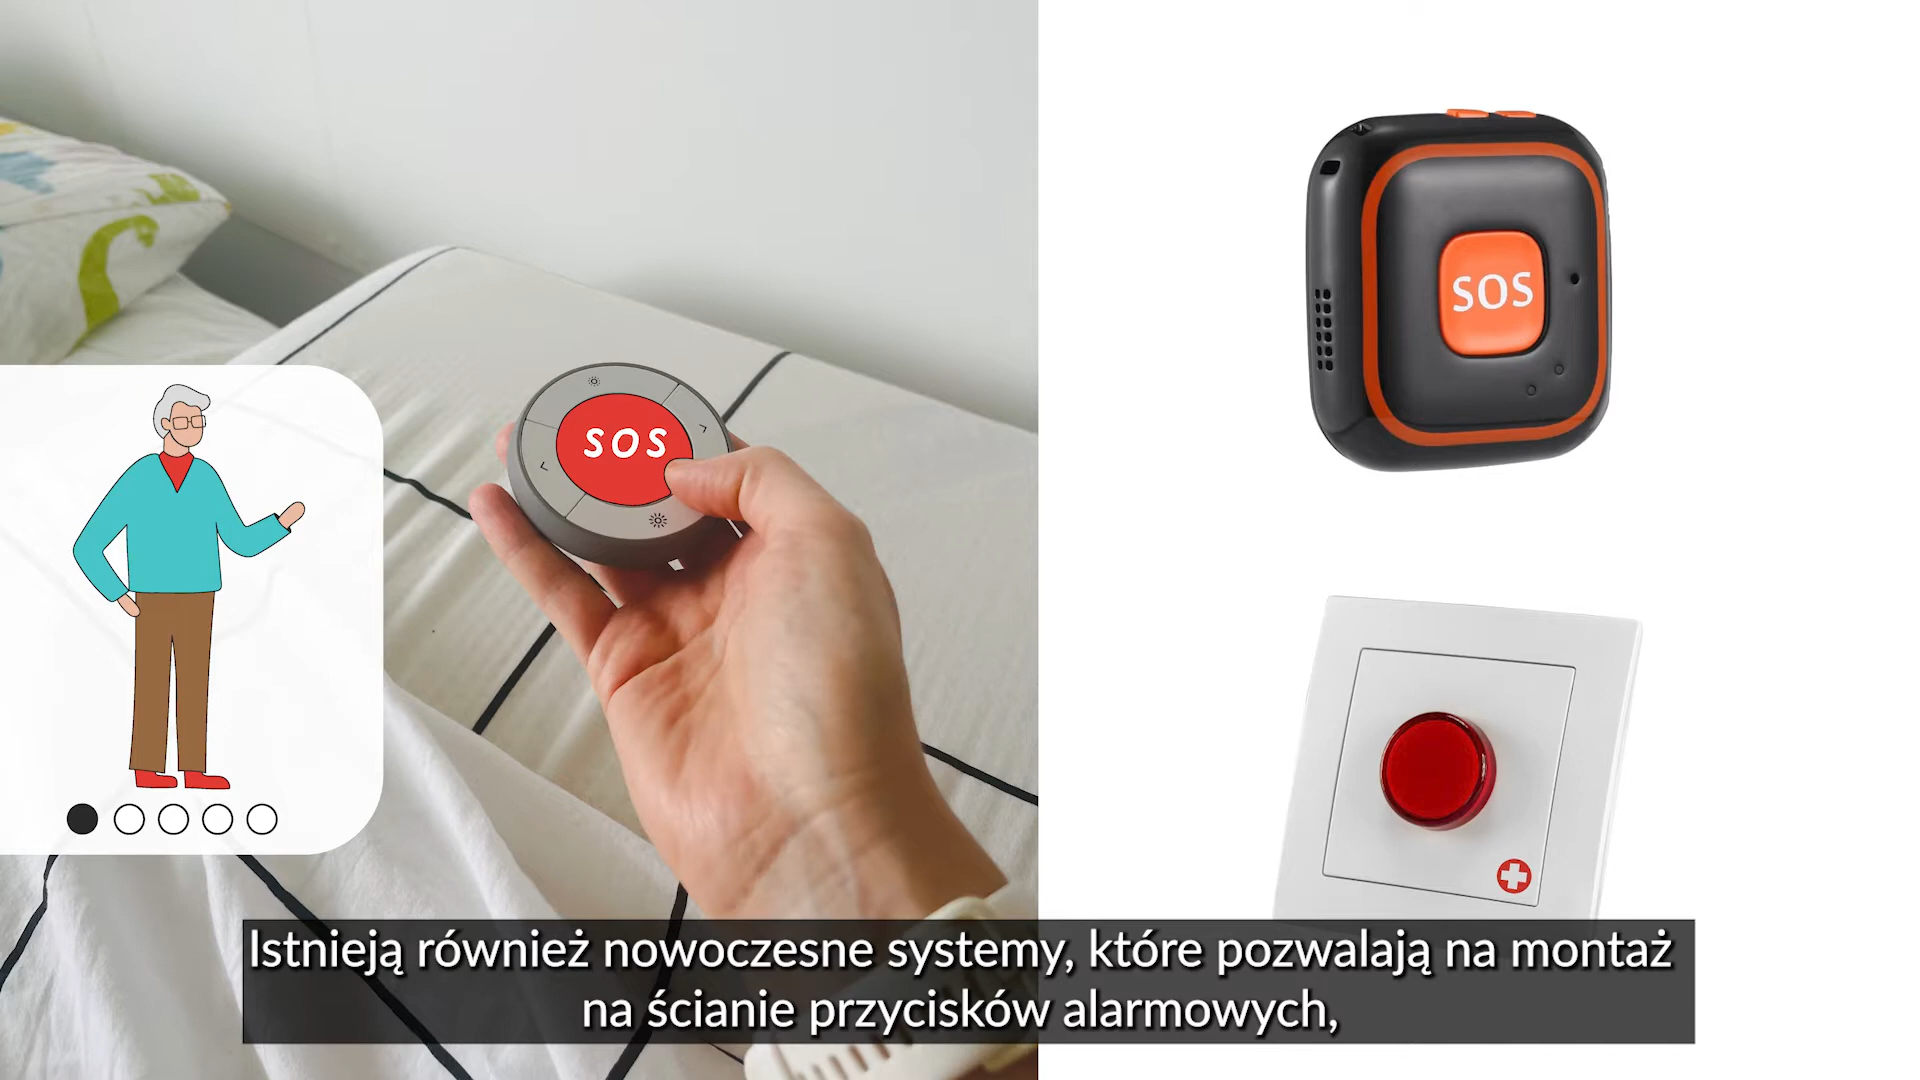 SOS
SOS
Istnieją również nowoczesne systemy, które pozwalają na montaż
na ścianie przycisków alarmowych,